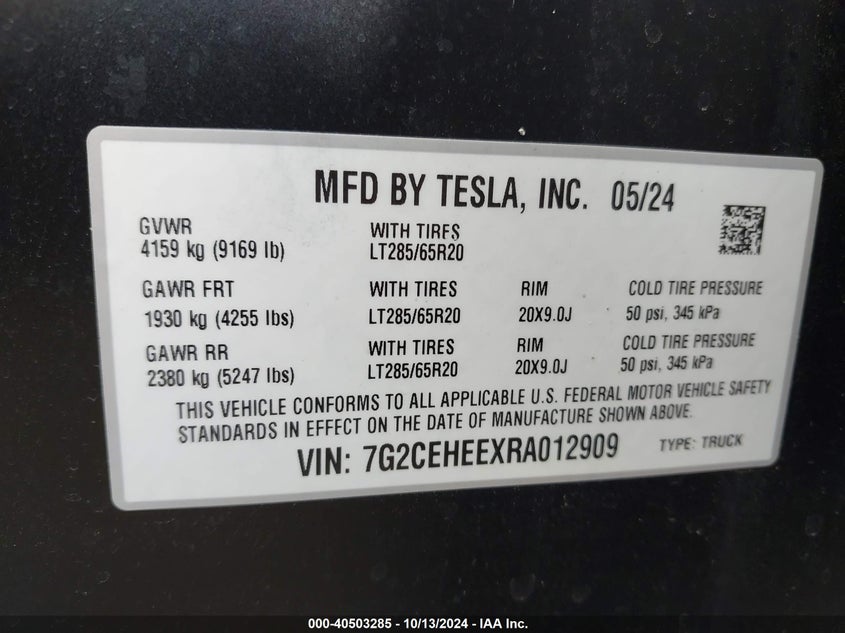 MFD BY TESLA, INC. 05/24
GVWR WITH TIRES
4159 kg (9169 lb) LT285/65R20
GAWR FRT WITH TIRES RIM COLD TIRE PRESSURE
1930 kg (4255 lbs) LT285/65R20 20X9.0J 50 psi, 345 kPa
GAWR RR WITH TIRES RIM COLD TIRE PRESSURE
2380 kg (5247 lbs) LT285/65R20 20X9.0J 50 psi, 345 kPa
THIS VEHICLE CONFORMS TO ALL APPLICABLE U.S. FEDERAL MOTOR VEHICLE SAFETY
STANDARDS IN EFFECT ON THE DATE OF MANUFACTURE SHOWN ABOVE.
VIN: 7G2CEHEEXRA012909 TYPE: TRUCK
000-40503285 - 10/13/2024 - IAA Inc.